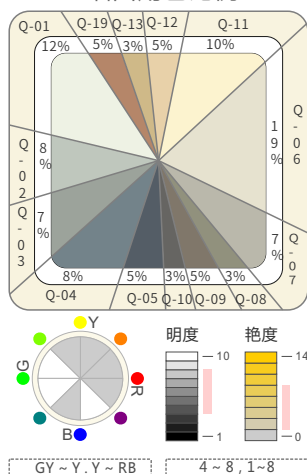 Q-01
Q-19
Q-13
Q-12
Q-11
12%
5%
3%
5%
10%
Q-06
19%
Q-02
8%
Q-03
7%
7%
Q-07
8%
5%
3%
5%
3%
Q-04
Q-05
Q-10
Q-09
Q-08
Y
G
R
B
明度
艳度
10
1
14
0
GY ~ Y . Y ~ RB
4 ~ 8 , 1~8